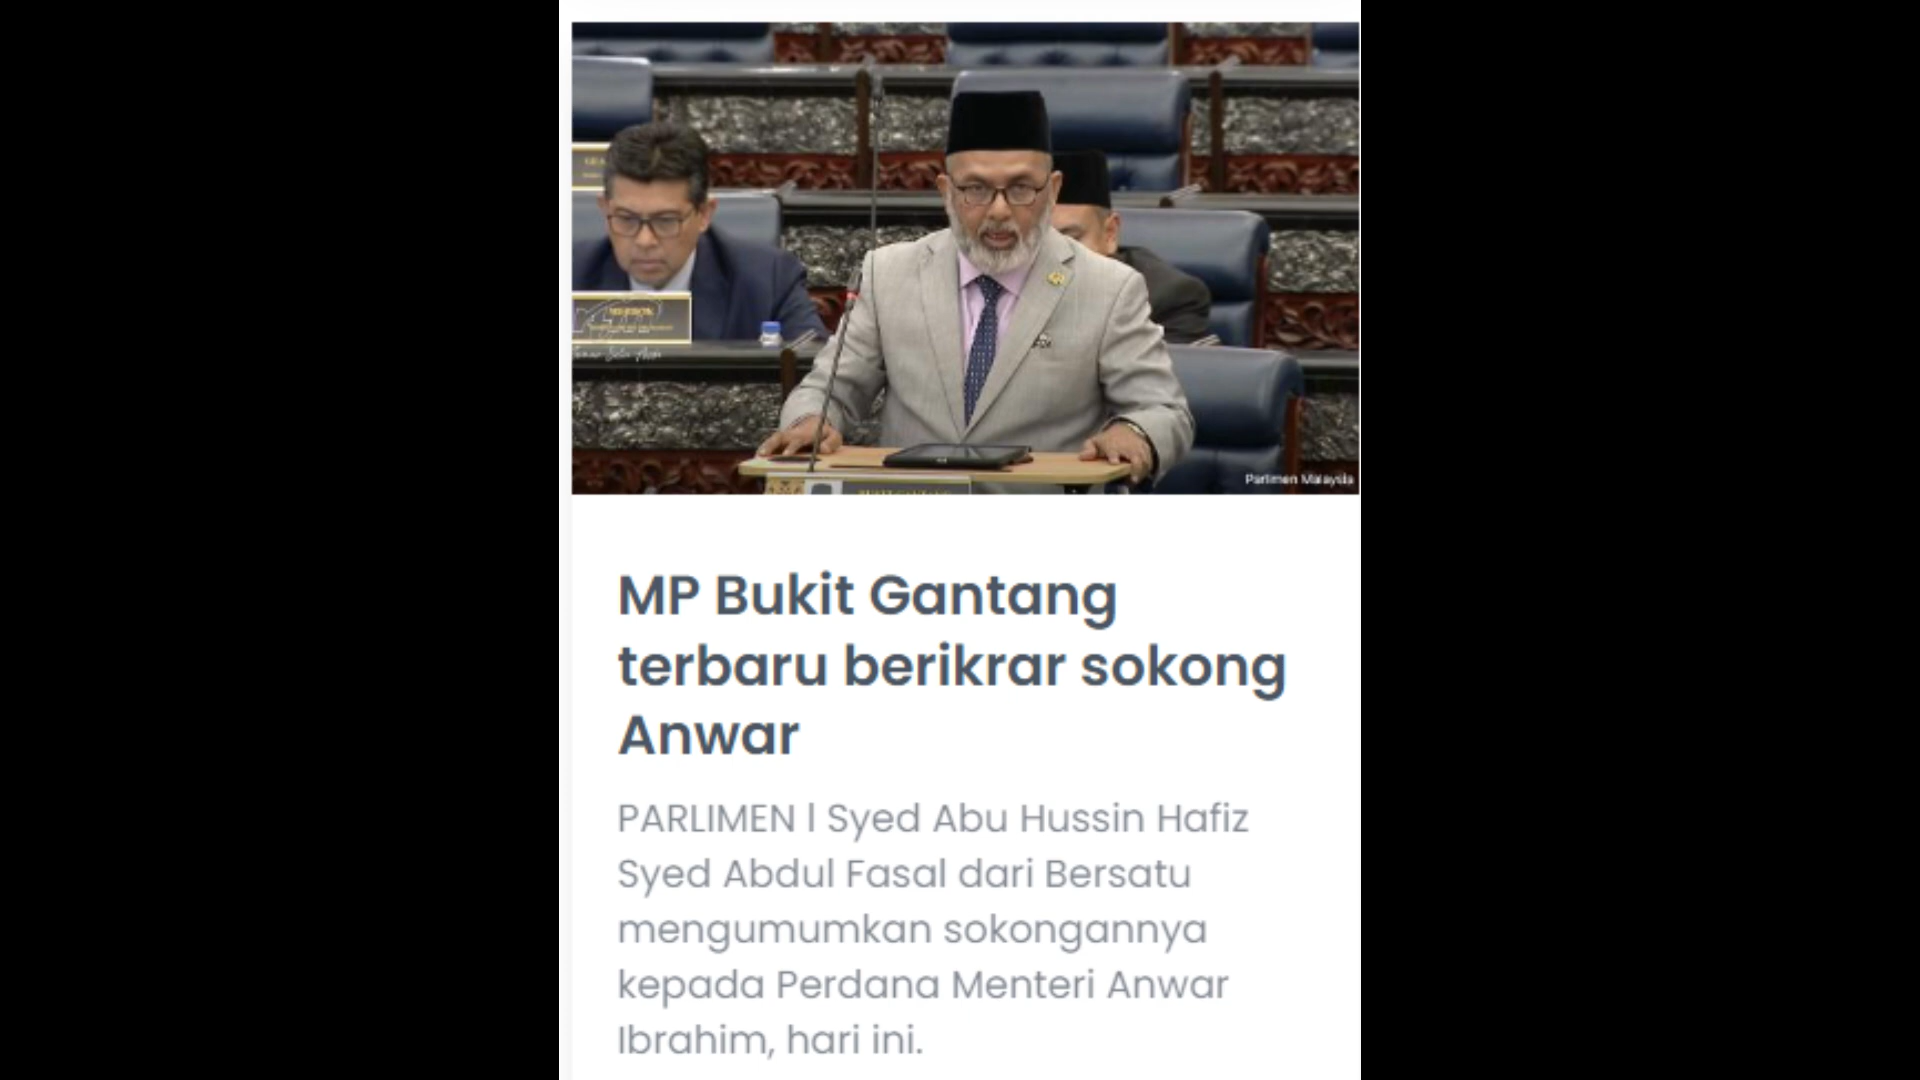 Parlimen Malaysia
MP Bukit Gantang
terbaru berikrar sokong
Anwar
PARLIMEN l Syed Abu Hussin Hafiz
Syed Abdul Fasal dari Bersatu
mengumumkan sokongannya
kepada Perdana Menteri Anwar
Ibrahim, hari ini.